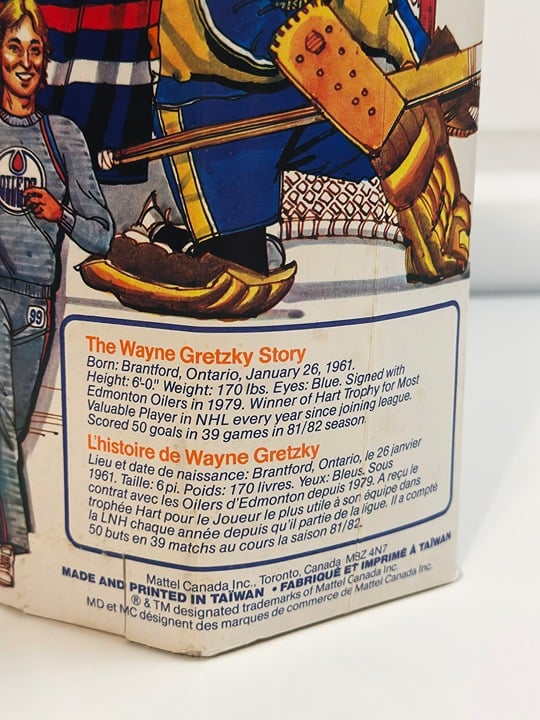 OILERS
99
The Wayne Gretzky Story
Born: Brantford, Ontario, January 26, 1961.
Height: 6'-0." Weight: 170 lbs. Eyes: Blue. Signed with
Edmonton Oilers in 1979. Winner of Hart Trophy for Most
Valuable Player in NHL every year since joining league.
Scored 50 goals in 39 games in 81/82 season.
L'histoire de Wayne Gretzky
Lieu et date de naissance: Brantford, Ontario, le 26 janvier
1961. Taille: 6 pi. Poids: 170 livres. Yeux: Bleus. Sous
contrat avec les Oilers d'Edmonton depuis 1979. A reçu le
trophée Hart pour le Joueur le plus utile à son équipe dans
la LNH chaque année depuis qu'il partie de la ligue. Il a compté
50 buts en 39 matchs au cours la saison 81/82.
Mattel Canada Inc., Toronto, Canada M8Z 4N7
MADE AND PRINTED IN TAÏWAN • FABRIQUÉ ET IMPRIMÉ À TAÏWAN
® & TM designated trademarks of Mattel Canada Inc.
MD et MC désignent des marques de commerce de Mattel Canada Inc.